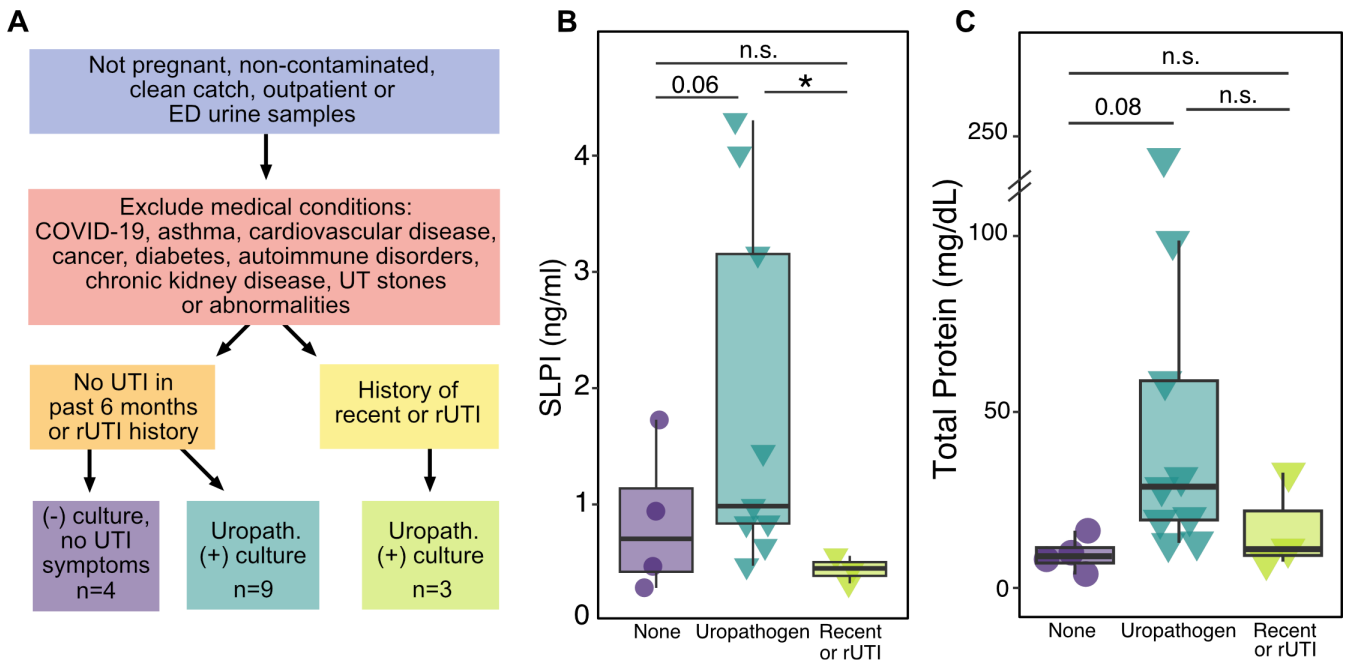 A
Not pregnant, non-contaminated,
clean catch, outpatient or
ED urine samples
Exclude medical conditions:
COVID-19, asthma, cardiovascular disease,
cancer, diabetes, autoimmune disorders,
chronic kidney disease, UT stones
or abnormalities
No UTI in
past 6 months
or rUTI history
History of
recent or rUTI
(-) culture,
no UTI
symptoms
n=4
Uropath.
(+) culture
n=9
Uropath.
(+) culture
n=3
B
n.s.
0.06
*
SLPI (ng/ml)
4
3
2
1
0
None
Uropathogen
Recent
or rUTI
C
n.s.
0.08
n.s.
Total Protein (mg/dL)
250
100
50
0
None
Uropathogen
Recent
or rUTI